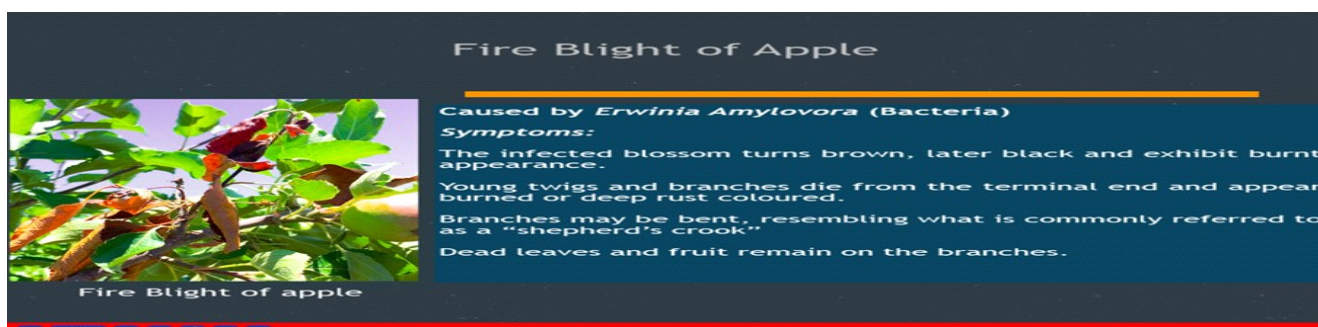 Fire Blight of Apple
Caused by Erwinia Amylovora (Bacteria)
Symptoms:
The infected blossom turns brown, later black and exhibit burnt
appearance.
Young twigs and branches die from the terminal end and appear
burned or deep rust coloured.
Branches may be bent, resembling what is commonly referred to
as a “shepherd’s crook”
Dead leaves and fruit remain on the branches.
Fire Blight of apple